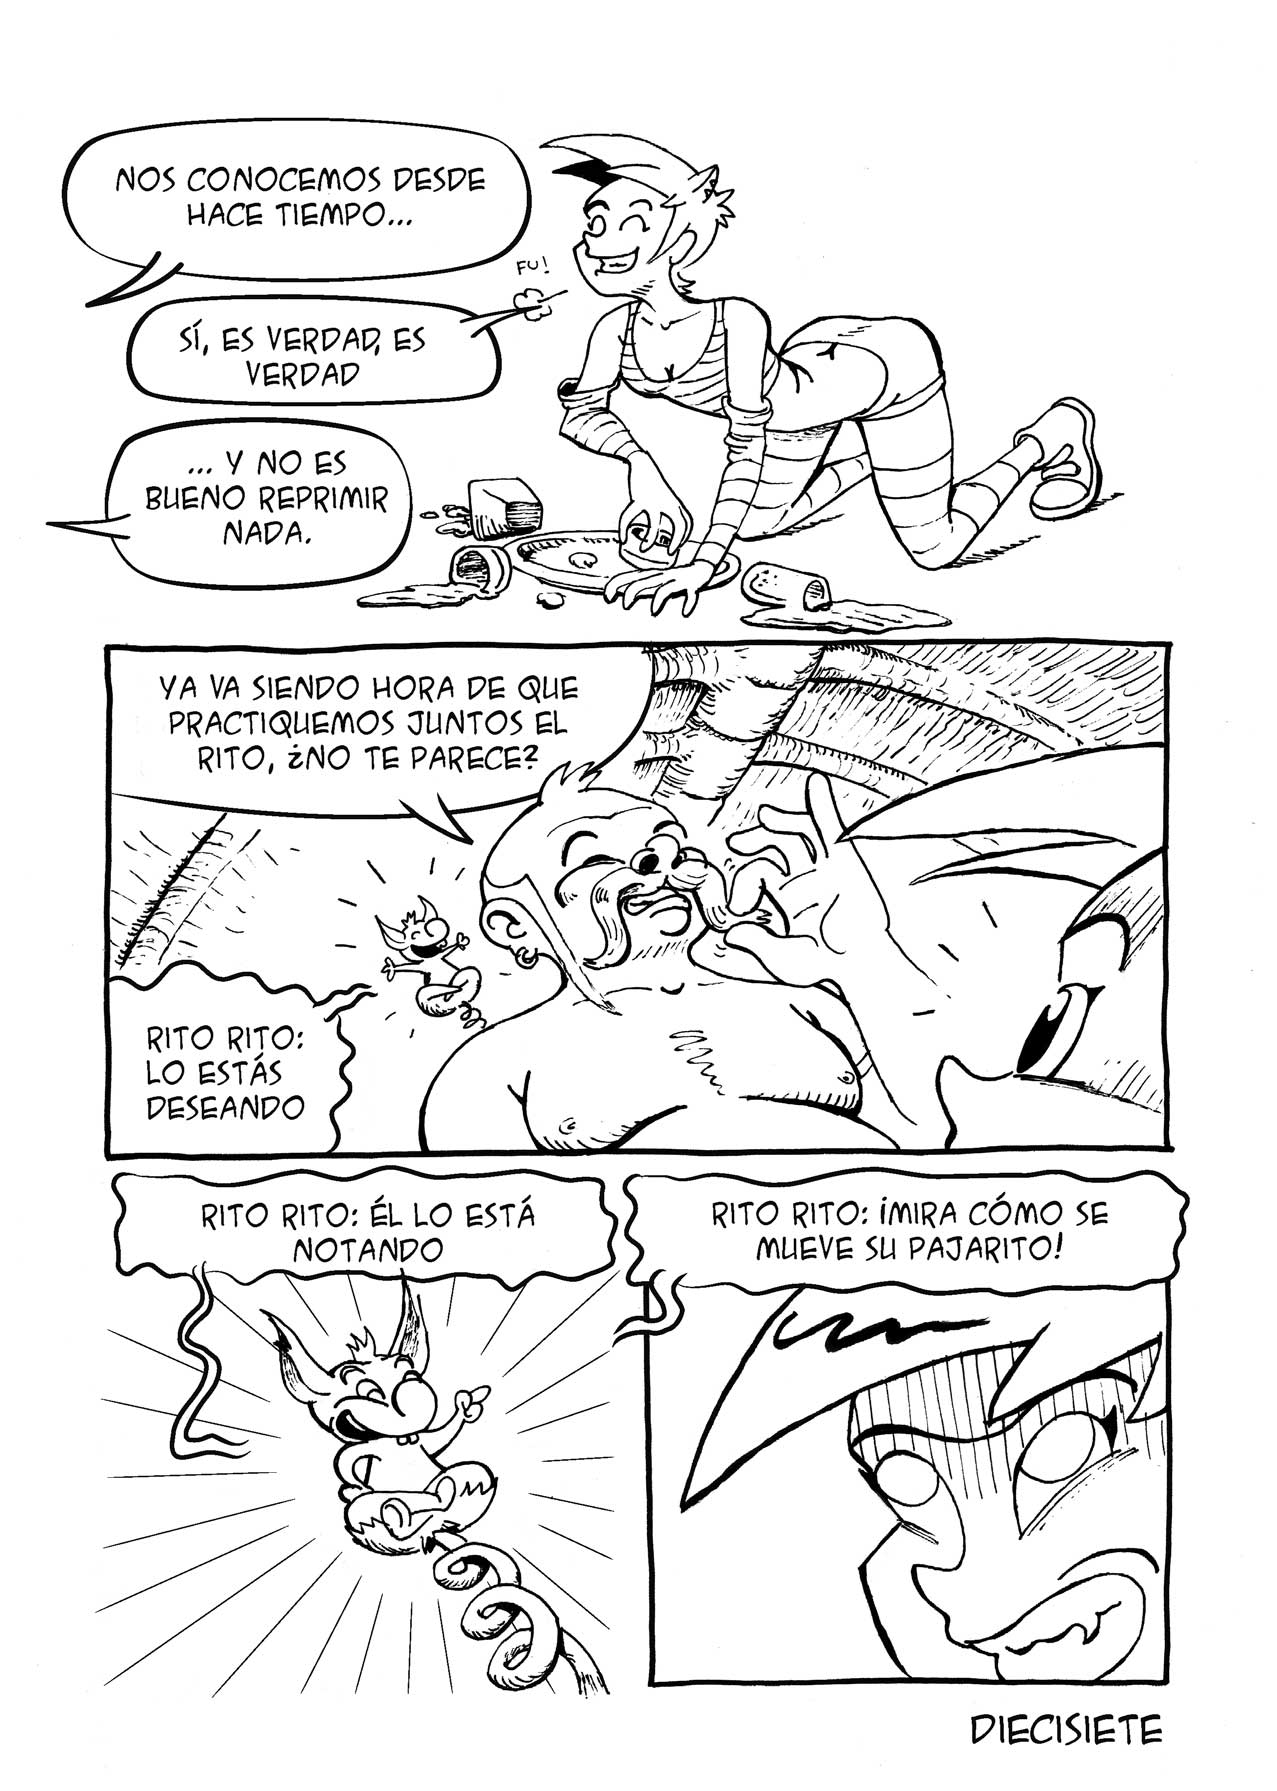 NOS CONOCEMOS DESDE
HACE TIEMPO...
FU!
SÍ, ES VERDAD, ES
VERDAD
... Y NO ES
BUENO REPRIMIR
NADA.
YA VA SIENDO HORA DE QUE
PRACTIQUEMOS JUNTOS EL
RITO, ¿NO TE PARECE?
RITO RITO:
LO ESTÁS
DESEANDO
RITO RITO: ÉL LO ESTÁ
NOTANDO
RITO RITO: ¡MIRA CÓMO SE
MUEVE SU PAJARITO!
DIECISIETE